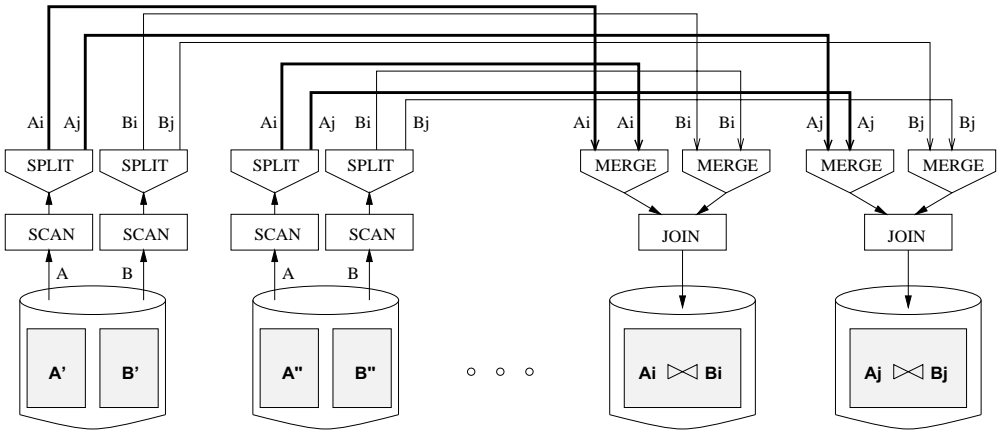 Ai Aj Bi Bj Ai Aj Bi Bj Ai Ai Bi Bi Aj Aj Bj Bj
SPLIT SPLIT SPLIT SPLIT MERGE MERGE MERGE MERGE
SCAN SCAN SCAN SCAN JOIN JOIN
A B A B
A' B' A" B" Ai ⋈ Bi Aj ⋈ Bj